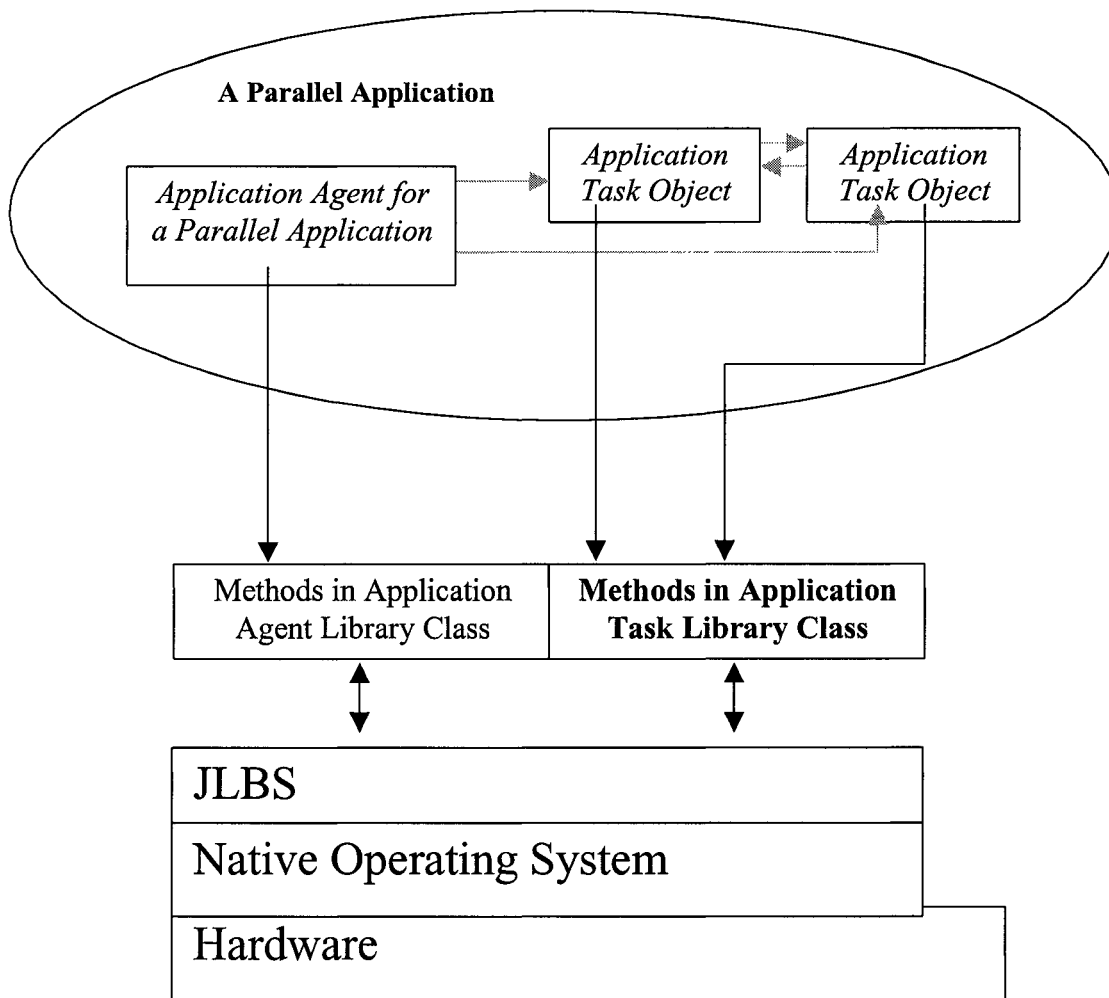 A Parallel Application
Application Agent for
a Parallel Application
Application
Task Object
Application
Task Object
Methods in Application
Agent Library Class
Methods in Application
Task Library Class
JLBS
Native Operating System
Hardware